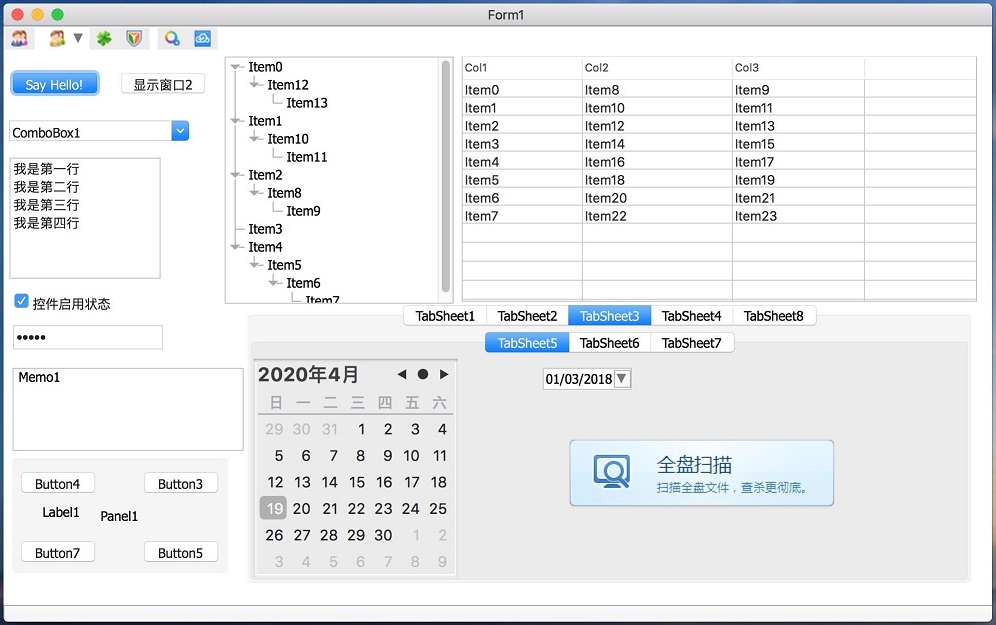 Form1
Say Hello!
显示窗口2
ComboBox1
我是第一行
我是第二行
我是第三行
我是第四行
控件启用状态
•••••
Memo1
Button4
Button3
Label1
Panel1
Button7
Button5
Item0
Item12
Item13
Item1
Item10
Item11
Item2
Item8
Item9
Item3
Item4
Item5
Item6
Item7
Col1 Col2 Col3
Item0 Item8 Item9
Item1 Item10 Item11
Item2 Item12 Item13
Item3 Item14 Item15
Item4 Item16 Item17
Item5 Item18 Item19
Item6 Item20 Item21
Item7 Item22 Item23
TabSheet1 TabSheet2 TabSheet3 TabSheet4 TabSheet8
TabSheet5 TabSheet6 TabSheet7
2020年4月
日 一 二 三 四 五 六
29 30 31 1 2 3 4
5 6 7 8 9 10 11
12 13 14 15 16 17 18
19 20 21 22 23 24 25
26 27 28 29 30 1 2
3 4 5 6 7 8 9
01/03/2018
全盘扫描
扫描全盘文件，查杀更彻底。